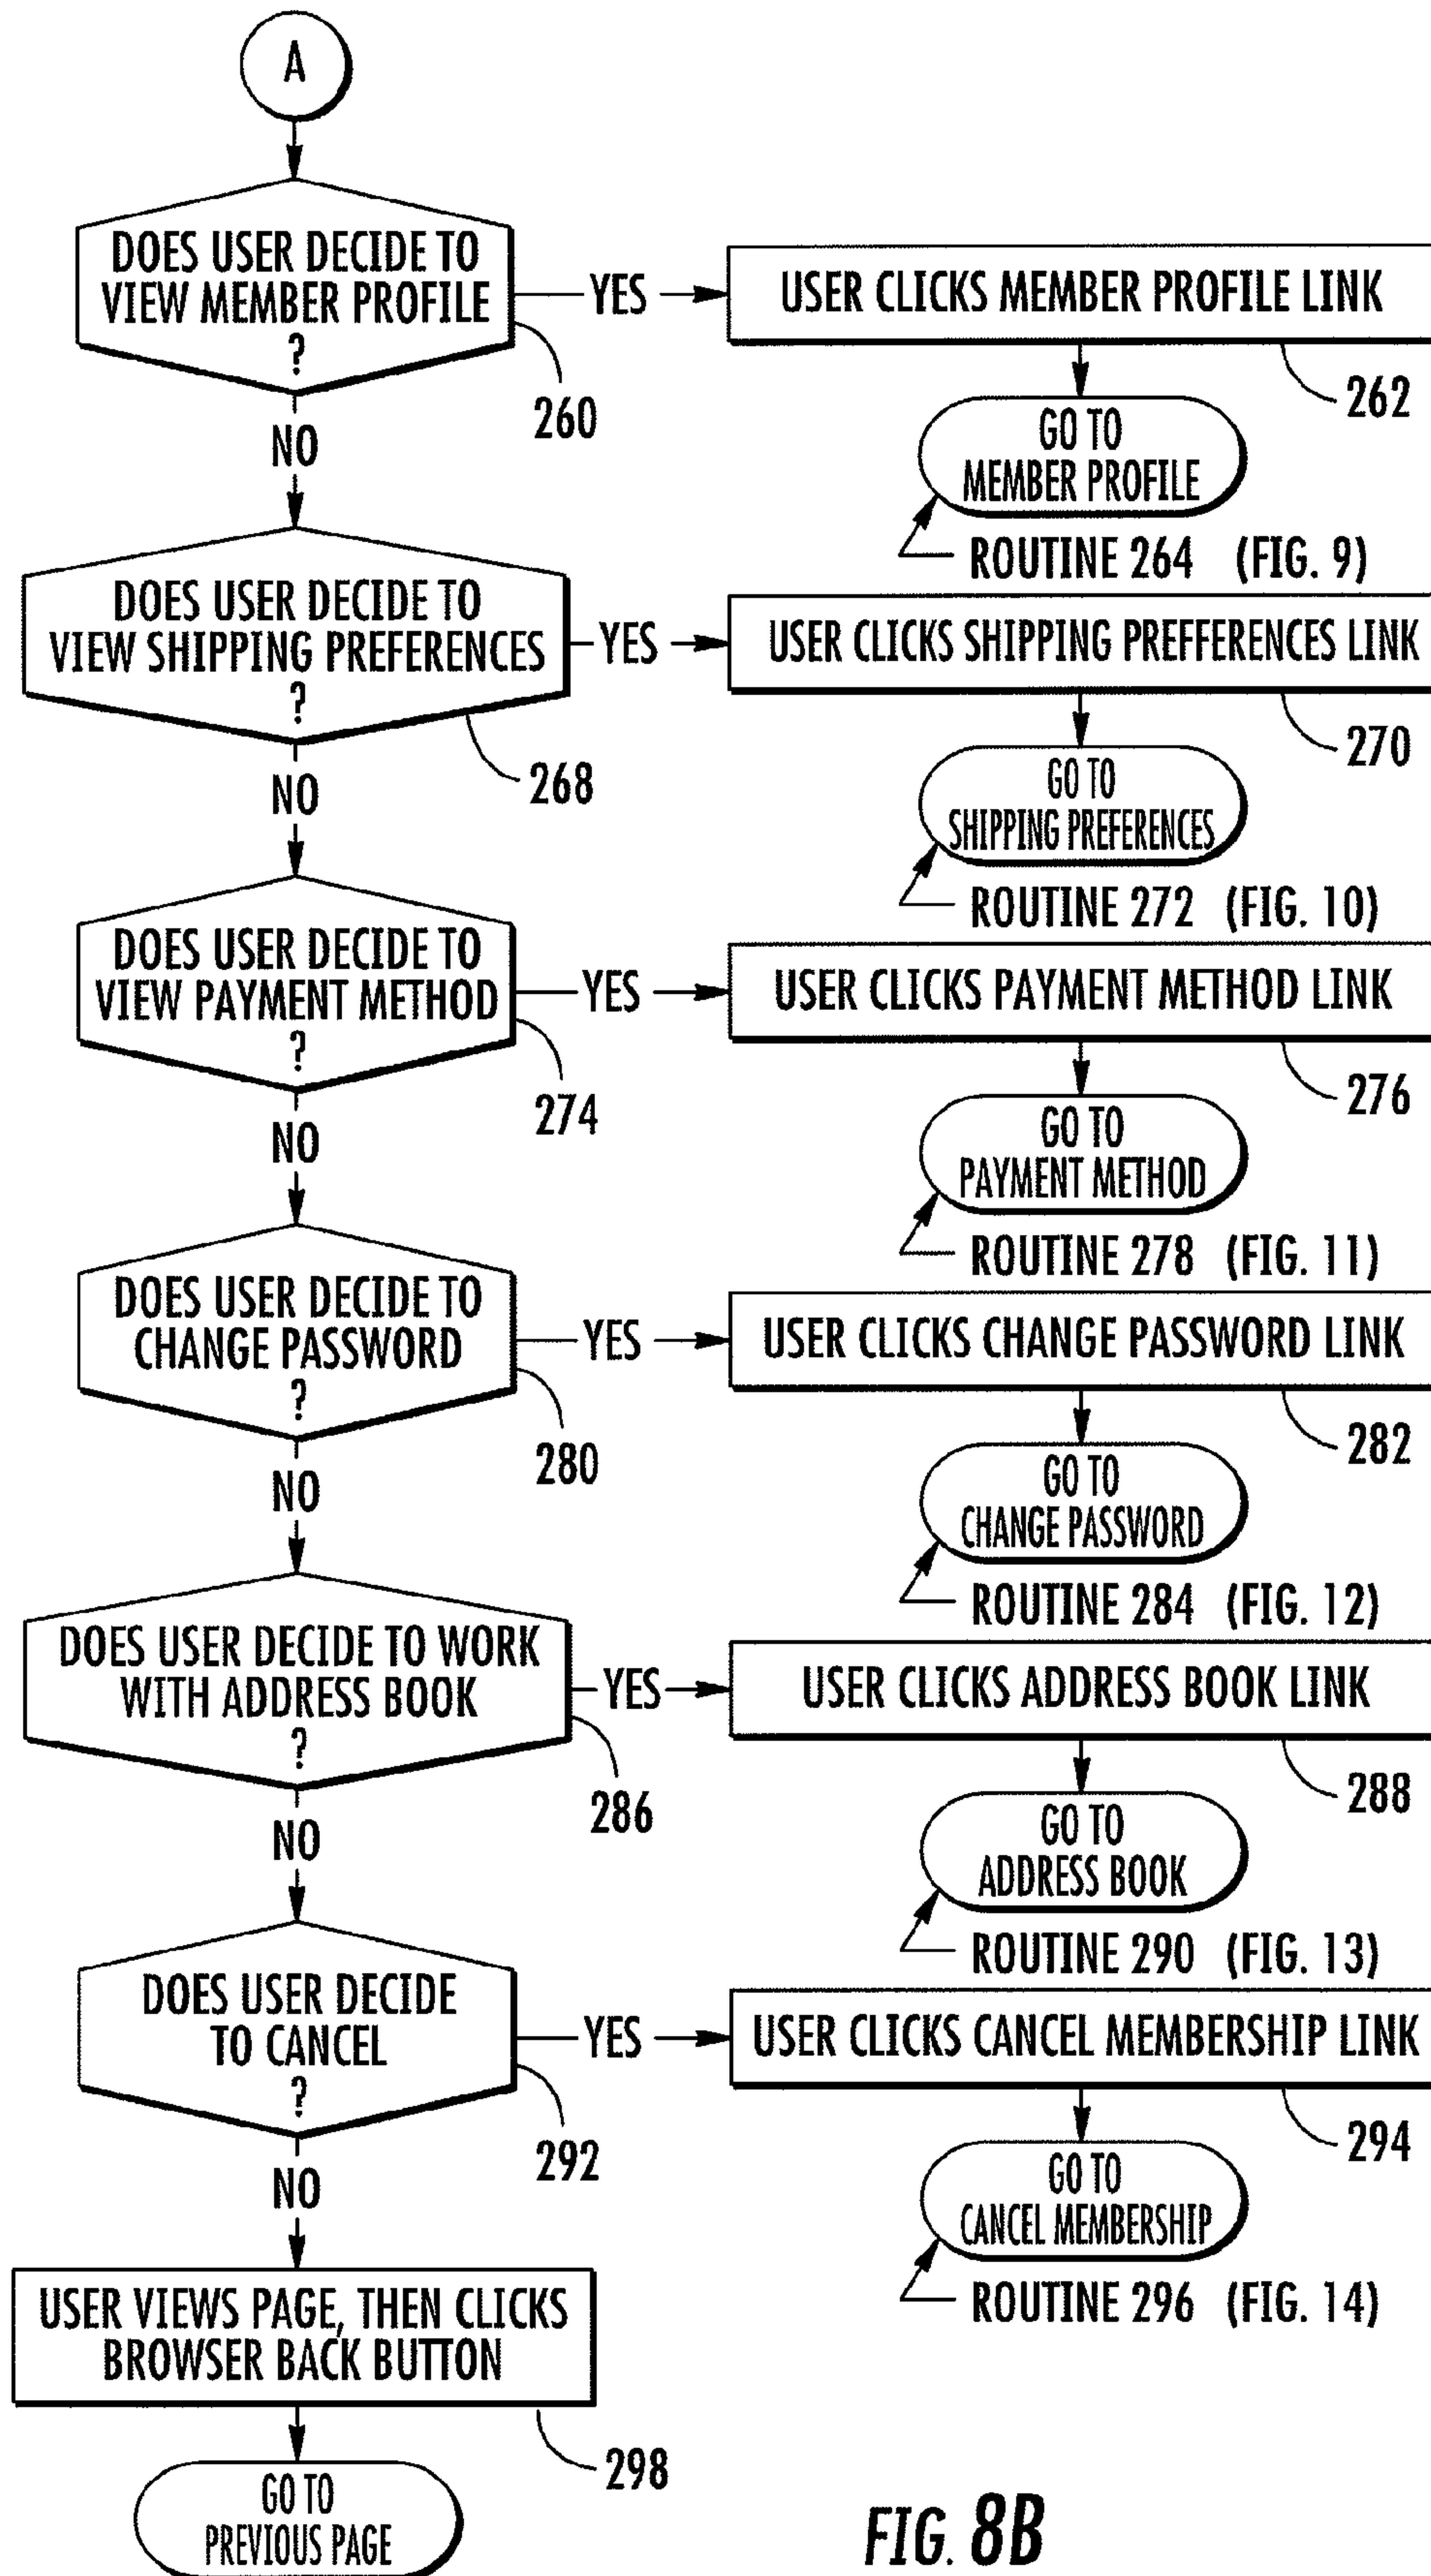 A
DOES USER DECIDE TO
VIEW MEMBER PROFILE
?
260
YES
USER CLICKS MEMBER PROFILE LINK
262
GO TO
MEMBER PROFILE
ROUTINE 264 (FIG. 9)
NO
DOES USER DECIDE TO
VIEW SHIPPING PREFERENCES
?
268
YES
USER CLICKS SHIPPING PREFFERENCES LINK
270
GO TO
SHIPPING PREFERENCES
ROUTINE 272 (FIG. 10)
NO
DOES USER DECIDE TO
VIEW PAYMENT METHOD
?
274
YES
USER CLICKS PAYMENT METHOD LINK
276
GO TO
PAYMENT METHOD
ROUTINE 278 (FIG. 11)
NO
DOES USER DECIDE TO
CHANGE PASSWORD
?
280
YES
USER CLICKS CHANGE PASSWORD LINK
282
GO TO
CHANGE PASSWORD
ROUTINE 284 (FIG. 12)
NO
DOES USER DECIDE TO WORK
WITH ADDRESS BOOK
?
286
YES
USER CLICKS ADDRESS BOOK LINK
288
GO TO
ADDRESS BOOK
ROUTINE 290 (FIG. 13)
NO
DOES USER DECIDE
TO CANCEL
?
292
YES
USER CLICKS CANCEL MEMBERSHIP LINK
294
GO TO
CANCEL MEMBERSHIP
ROUTINE 296 (FIG. 14)
NO
USER VIEWS PAGE, THEN CLICKS
BROWSER BACK BUTTON
298
GO TO
PREVIOUS PAGE
FIG. 8B